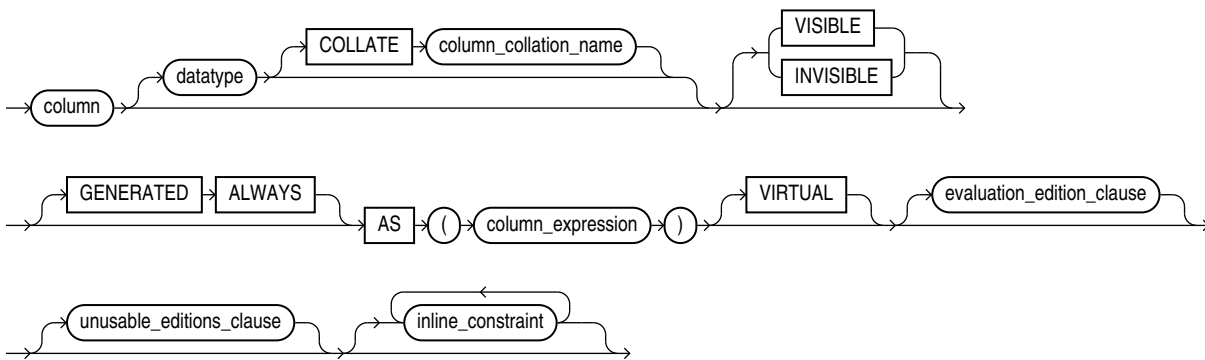 COLLATE column_collation_name VISIBLE
datatype INVISIBLE
column
GENERATED ALWAYS VIRTUAL evaluation_edition_clause
AS ( column_expression )
unusable_editions_clause inline_constraint